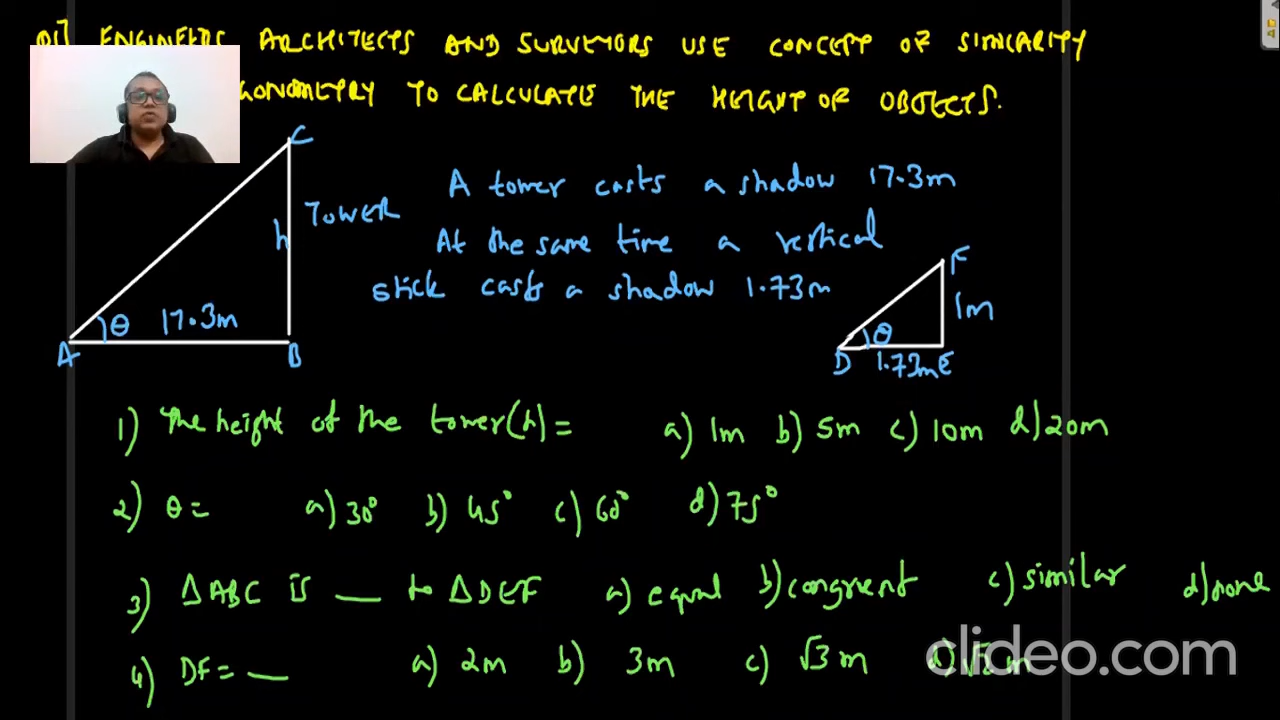 Q1] ENGINEERS ARCHITECTS AND SURVEYORS USE CONCEPT OF SIMILARITY
GONOMETRY TO CALCULATE THE HEIGHT OF OBJECTS.
C
TOWER
h
θ 17.3m
A B
A tower casts a shadow 17.3m
At the same time a vertical
stick casts a shadow 1.73m
F
1m
θ
D 1.73m E
1) The height of the tower(h) = a) 1m b) 5m c) 10m d) 20m
2) θ = a) 30° b) 45° c) 60° d) 75°
3) ΔABC is __ to ΔDEF a) equal b) congruent c) similar d) none
4) DF = __ a) 2m b) 3m c) √3 m d) m
clideo.com